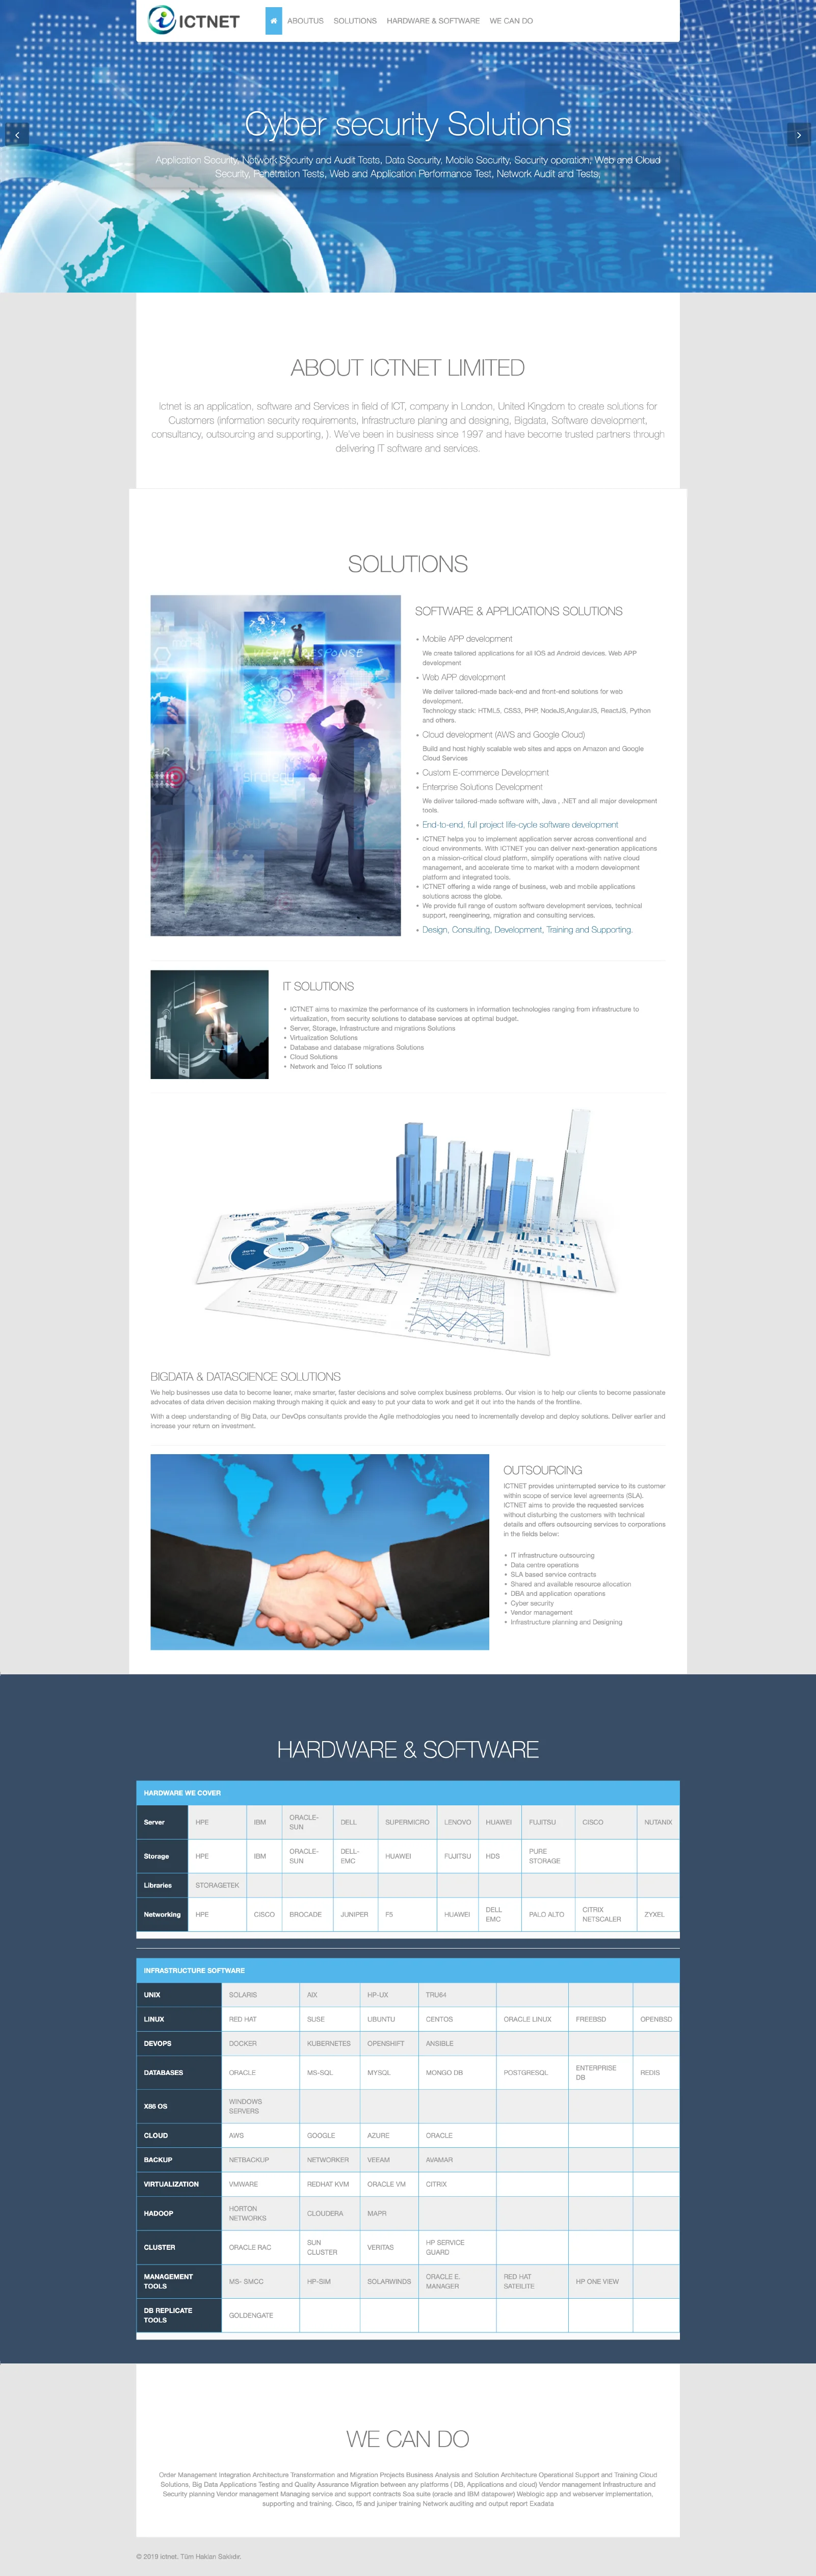 ICTNET
ABOUTUS SOLUTIONS HARDWARE & SOFTWARE WE CAN DO
Cyber security Solutions
Application Security, Network Security and Audit Tests, Data Security, Mobile Security, Security operation, Web and Cloud
Security, Penetration Tests, Web and Application Performance Test, Network Audit and Tests,
ABOUT ICTNET LIMITED
Ictnet is an application, software and Services in field of ICT, company in London, United Kingdom to create solutions for
Customers (information security requirements, Infrastructure planing and designing, Bigdata, Software development,
consultancy, outsourcing and supporting, ). We've been in business since 1997 and have become trusted partners through
delivering IT software and services.
SOLUTIONS
SOFTWARE & APPLICATIONS SOLUTIONS
• Mobile APP development
We create tailored applications for all IOS ad Android devices. Web APP
development
• Web APP development
We deliver tailored-made back-end and front-end solutions for web
development.
Technology stack: HTML5, CSS3, PHP, NodeJS,AngularJS, ReactJS, Python
and others.
• Cloud development (AWS and Google Cloud)
Build and host highly scalable web sites and apps on Amazon and Google
Cloud Services
• Custom E-commerce Development
• Enterprise Solutions Development
We deliver tailored-made software with, Java , .NET and all major development
tools.
• End-to-end, full project life-cycle software development
• ICTNET helps you to implement application server across conventional and
cloud environments. With ICTNET you can deliver next-generation applications
on a mission-critical cloud platform, simplify operations with native cloud
management, and accelerate time to market with a modern development
platform and integrated tools.
• ICTNET offering a wide range of business, web and mobile applications
solutions across the globe.
• We provide full range of custom software development services, technical
support, reengineering, migration and consulting services.
• Design, Consulting, Development, Training and Supporting.
IT SOLUTIONS
• ICTNET aims to maximize the performance of its customers in information technologies ranging from infrastructure to
virtualization, from security solutions to database services at optimal budget.
• Server, Storage, Infrastructure and migrations Solutions
• Virtualization Solutions
• Database and database migrations Solutions
• Cloud Solutions
• Network and Telco IT solutions
Charts
BIGDATA & DATASCIENCE SOLUTIONS
We help businesses use data to become leaner, make smarter, faster decisions and solve complex business problems. Our vision is to help our clients to become passionate
advocates of data driven decision making through making it quick and easy to put your data to work and get it out into the hands of the frontline.
With a deep understanding of Big Data, our DevOps consultants provide the Agile methodologies you need to incrementally develop and deploy solutions. Deliver earlier and
increase your return on investment.
OUTSOURCING
ICTNET provides uninterrupted service to its customer
within scope of service level agreements (SLA).
ICTNET aims to provide the requested services
without disturbing the customers with technical
details and offers outsourcing services to corporations
in the fields below:
• IT infrastructure outsourcing
• Data centre operations
• SLA based service contracts
• Shared and available resource allocation
• DBA and application operations
• Cyber security
• Vendor management
• Infrastructure planning and Designing
HARDWARE & SOFTWARE
HARDWARE WE COVER
Server HPE IBM ORACLE-SUN DELL SUPERMICRO LENOVO HUAWEI FUJITSU CISCO NUTANIX
Storage HPE IBM ORACLE-SUN DELL-EMC HUAWEI FUJITSU HDS PURE STORAGE
Libraries STORAGETEK
Networking HPE CISCO BROCADE JUNIPER F5 HUAWEI DELL EMC PALO ALTO CITRIX NETSCALER ZYXEL
INFRASTRUCTURE SOFTWARE
UNIX SOLARIS AIX HP-UX TRU64
LINUX RED HAT SUSE UBUNTU CENTOS ORACLE LINUX FREEBSD OPENBSD
DEVOPS DOCKER KUBERNETES OPENSHIFT ANSIBLE
DATABASES ORACLE MS-SQL MYSQL MONGO DB POSTGRESQL ENTERPRISE DB REDIS
X86 OS WINDOWS SERVERS
CLOUD AWS GOOGLE AZURE ORACLE
BACKUP NETBACKUP NETWORKER VEEAM AVAMAR
VIRTUALIZATION VMWARE REDHAT KVM ORACLE VM CITRIX
HADOOP HORTON NETWORKS CLOUDERA MAPR
CLUSTER ORACLE RAC SUN CLUSTER VERITAS HP SERVICE GUARD
MANAGEMENT TOOLS MS- SMCC HP-SIM SOLARWINDS ORACLE E. MANAGER RED HAT SATEILITE HP ONE VIEW
DB REPLICATE TOOLS GOLDENGATE
WE CAN DO
Order Management Integration Architecture Transformation and Migration Projects Business Analysis and Solution Architecture Operational Support and Training Cloud
Solutions, Big Data Applications Testing and Quality Assurance Migration between any platforms ( DB, Applications and cloud) Vendor management Infrastructure and
Security planning Vendor management Managing service and support contracts Soa suite (oracle and IBM datapower) Weblogic app and webserver implementation,
supporting and training. Cisco, f5 and juniper training Network auditing and output report Exadata
© 2019 ictnet. Tüm Hakları Saklıdır.